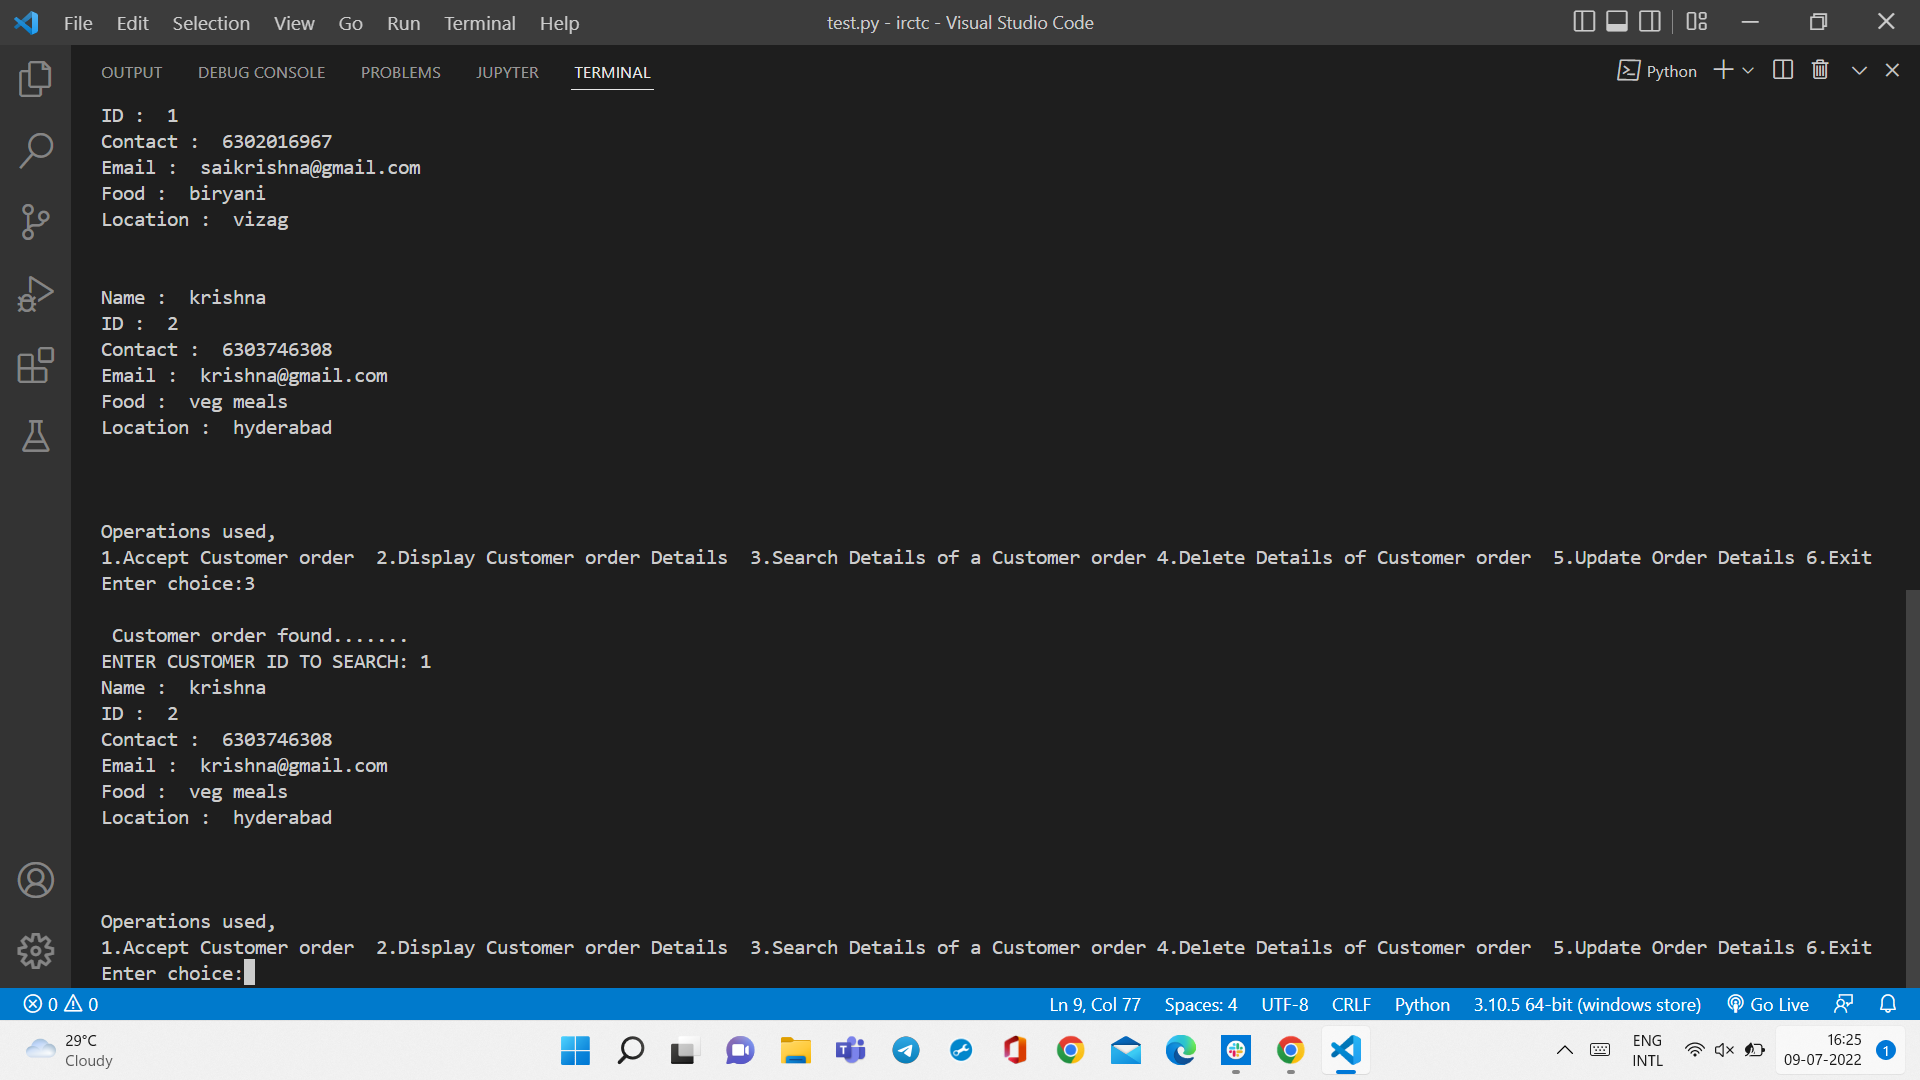 File Edit Selection View Go Run Terminal Help
test.py - irctc - Visual Studio Code
OUTPUT DEBUG CONSOLE PROBLEMS JUPYTER TERMINAL
Python
ID :  1
Contact :  6302016967
Email :  saikrishna@gmail.com
Food :  biryani
Location :  vizag
Name :  krishna
ID :  2
Contact :  6303746308
Email :  krishna@gmail.com
Food :  veg meals
Location :  hyderabad
Operations used,
1.Accept Customer order  2.Display Customer order Details  3.Search Details of a Customer order 4.Delete Details of Customer order  5.Update Order Details 6.Exit
Enter choice:3
Customer order found.......
ENTER CUSTOMER ID TO SEARCH: 1
Name :  krishna
ID :  2
Contact :  6303746308
Email :  krishna@gmail.com
Food :  veg meals
Location :  hyderabad
Operations used,
1.Accept Customer order  2.Display Customer order Details  3.Search Details of a Customer order 4.Delete Details of Customer order  5.Update Order Details 6.Exit
Enter choice:
0 0 Ln 9, Col 77 Spaces: 4 UTF-8 CRLF Python 3.10.5 64-bit (windows store) Go Live
29°C
Cloudy
ENG
INTL
16:25
09-07-2022
1